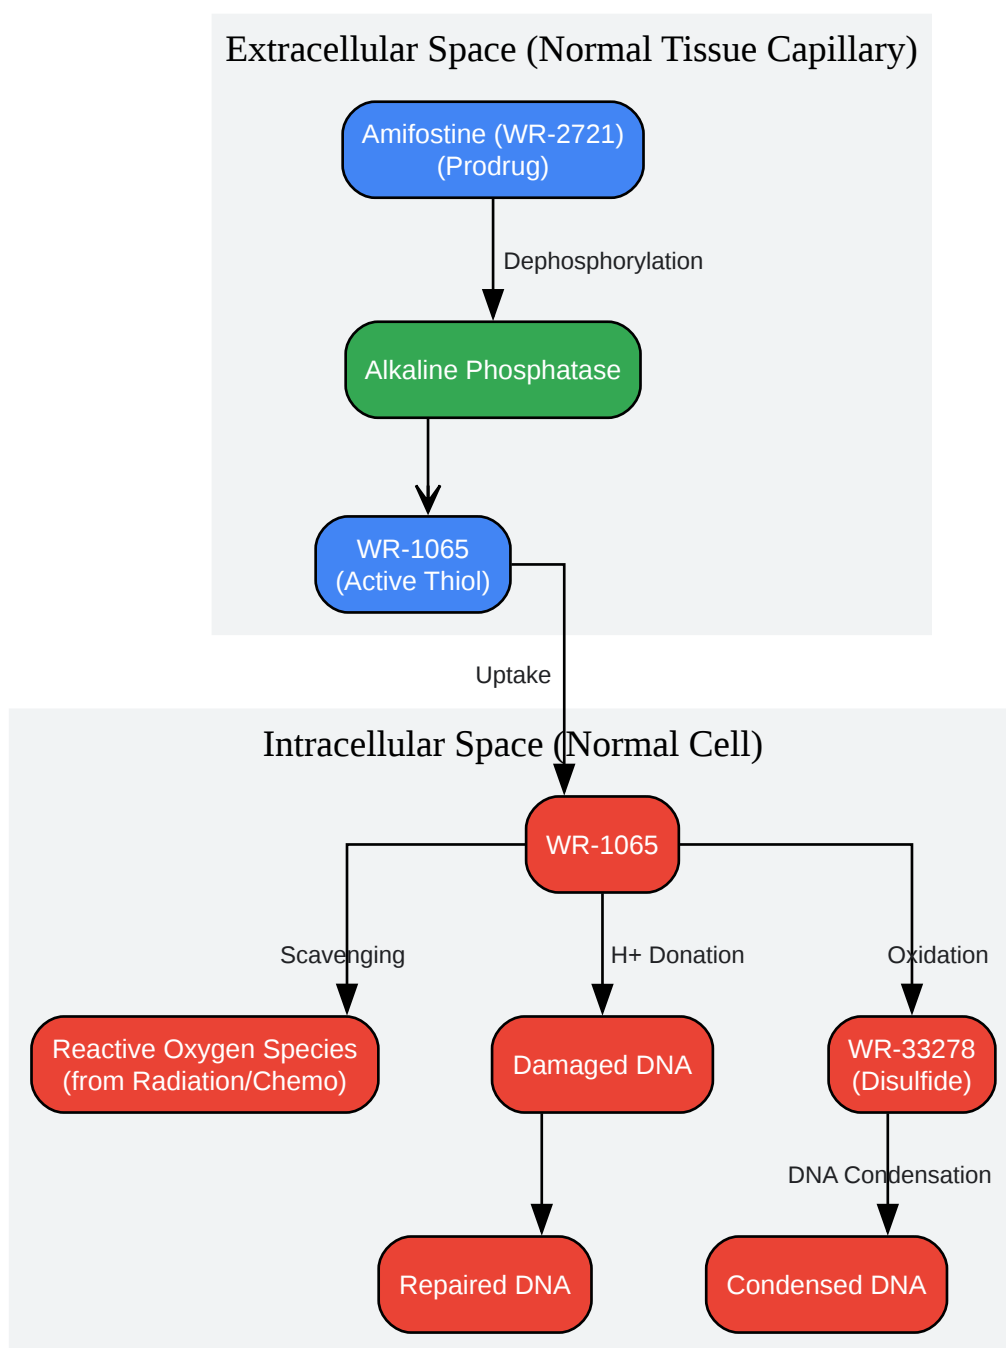 Extracellular Space (Normal Tissue Capillary)
Amifostine (WR-2721)
(Prodrug)
Dephosphorylation
Alkaline Phosphatase
WR-1065
(Active Thiol)
Uptake
Intracellular Space (Normal Cell)
WR-1065
Scavenging
H+ Donation
Oxidation
Reactive Oxygen Species
(from Radiation/Chemo)
Damaged DNA
WR-33278
(Disulfide)
DNA Condensation
Repaired DNA
Condensed DNA